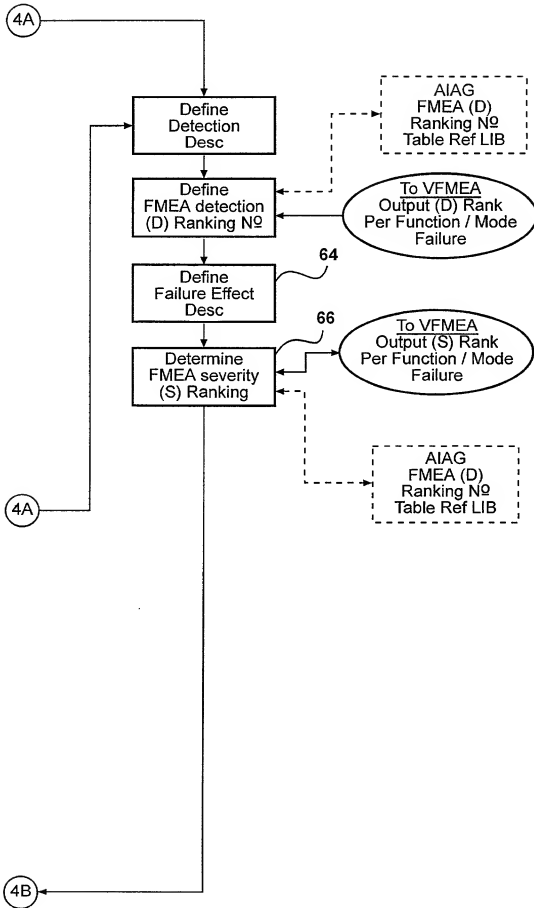 4A
Define
Detection
Desc
AIAG
FMEA (D)
Ranking Nº
Table Ref LIB
Define
FMEA detection
(D) Ranking Nº
To VFMEA
Output (D) Rank
Per Function / Mode
Failure
64
Define
Failure Effect
Desc
66
Determine
FMEA severity
(S) Ranking
To VFMEA
Output (S) Rank
Per Function / Mode
Failure
AIAG
FMEA (D)
Ranking Nº
Table Ref LIB
4A
4B